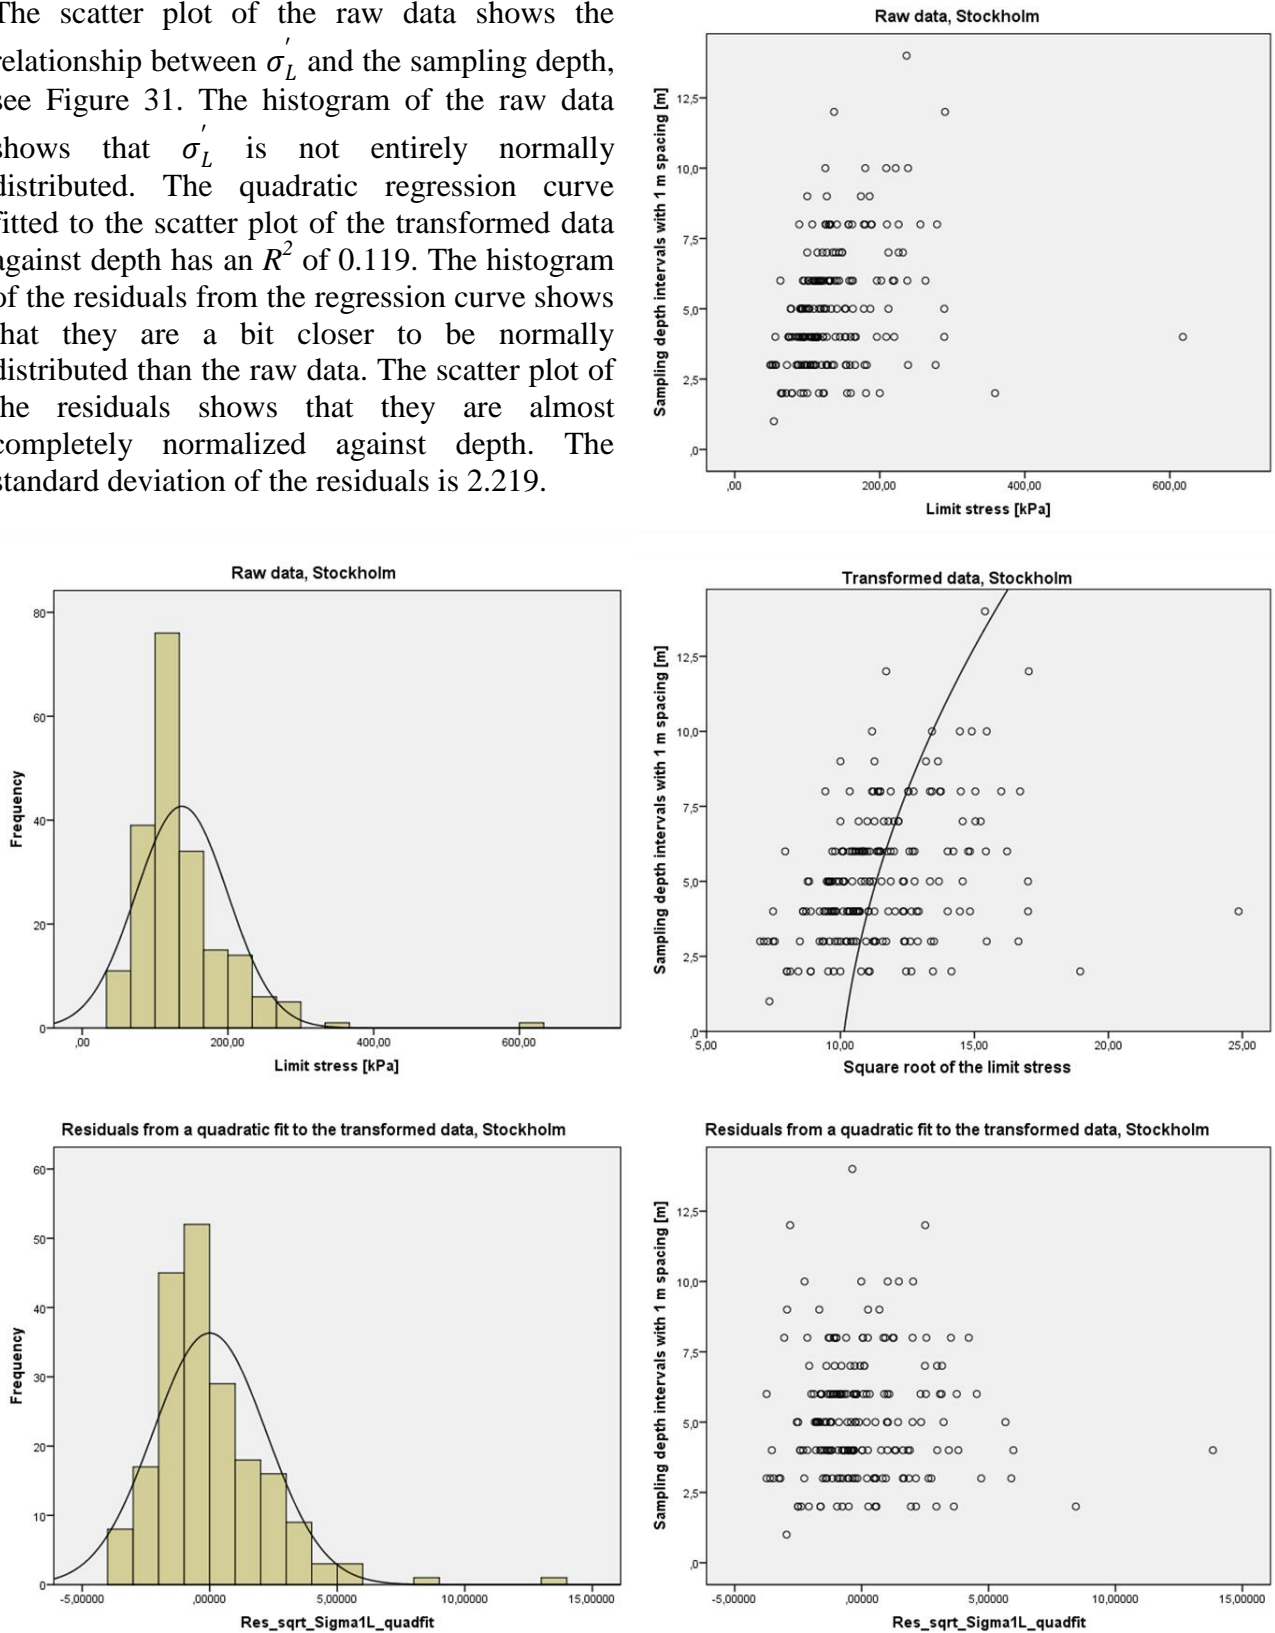 The scatter plot of the raw data shows the
relationship between σ′L and the sampling depth,
see Figure 31. The histogram of the raw data
shows that σ′L is not entirely normally
distributed. The quadratic regression curve
fitted to the scatter plot of the transformed data
against depth has an R2 of 0.119. The histogram
of the residuals from the regression curve shows
that they are a bit closer to be normally
distributed than the raw data. The scatter plot of
the residuals shows that they are almost
completely normalized against depth. The
standard deviation of the residuals is 2.219.
Raw data, Stockholm
Sampling depth intervals with 1 m spacing [m]
12,5
10,0
7,5
5,0
2,5
,0
,00 200,00 400,00 600,00
Limit stress [kPa]
Raw data, Stockholm
Frequency
80
60
40
20
0
,00 200,00 400,00 600,00
Limit stress [kPa]
Transformed data, Stockholm
Sampling depth intervals with 1 m spacing [m]
12,5
10,0
7,5
5,0
2,5
,0
5,00 10,00 15,00 20,00 25,00
Square root of the limit stress
Residuals from a quadratic fit to the transformed data, Stockholm
Frequency
60
50
40
30
20
10
0
-5,00000 ,00000 5,00000 10,00000 15,00000
Res_sqrt_Sigma1L_quadfit
Residuals from a quadratic fit to the transformed data, Stockholm
Sampling depth intervals with 1 m spacing [m]
12,5
10,0
7,5
5,0
2,5
,0
-5,00000 ,00000 5,00000 10,00000 15,00000
Res_sqrt_Sigma1L_quadfit